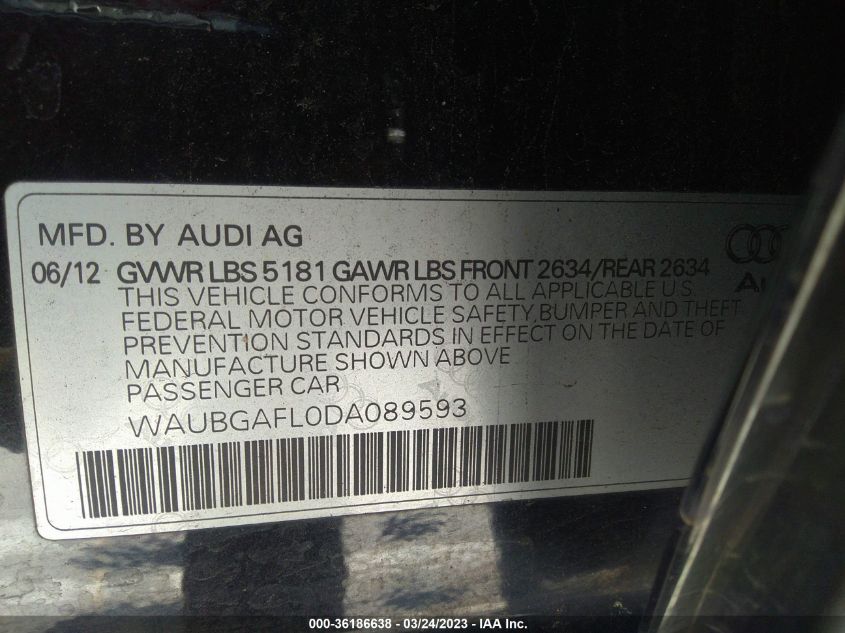 MFD. BY AUDI AG
06/12 GVWR LBS 5181 GAWR LBS FRONT 2634/REAR 2634
THIS VEHICLE CONFORMS TO ALL APPLICABLE U.S.
FEDERAL MOTOR VEHICLE SAFETY, BUMPER AND THEFT
PREVENTION STANDARDS IN EFFECT ON THE DATE OF
MANUFACTURE SHOWN ABOVE
PASSENGER CAR
WAUBGAFL0DA089593
000-36186638 - 03/24/2023 - IAA Inc.